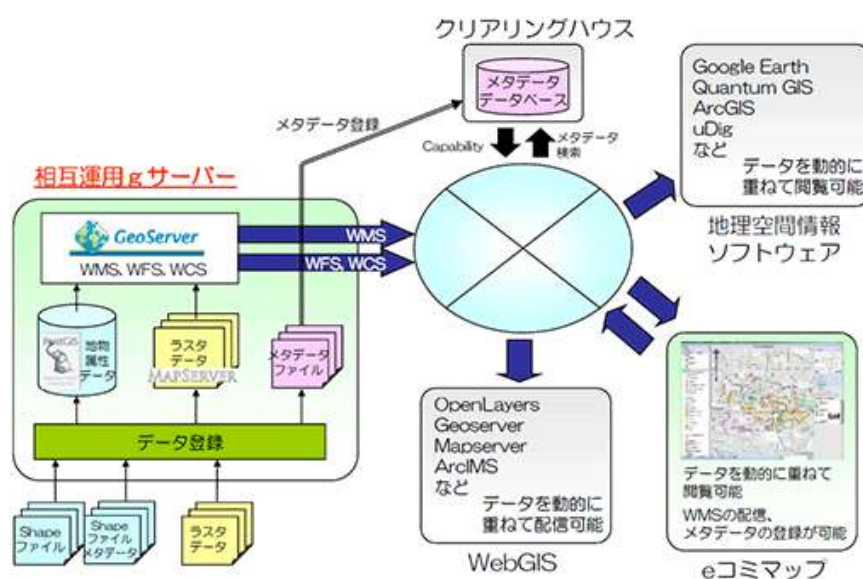 クリアリングハウス
メタデータ
データベース
メタデータ登録
Capability
メタデータ
検索
Google Earth
Quantum GIS
ArcGIS
uDig
など
データを動的に
重ねて閲覧可能
地理空間情報
ソフトウェア
相互運用gサーバー
GeoServer
WMS, WFS, WCS
WMS
WFS, WCS
地物
属性
データ
PostGIS
ラスタ
データ
MAPSERVER
メタデータ
ファイル
データ登録
Shape
ファイル
Shape
ファイル
メタデータ
ラスタ
データ
OpenLayers
Geoserver
Mapserver
ArcIMS
など
データを動的に
重ねて配信可能
WebGIS
データを動的に重ねて
閲覧可能
WMSの配信、
メタデータの登録が可能
eコミマップ